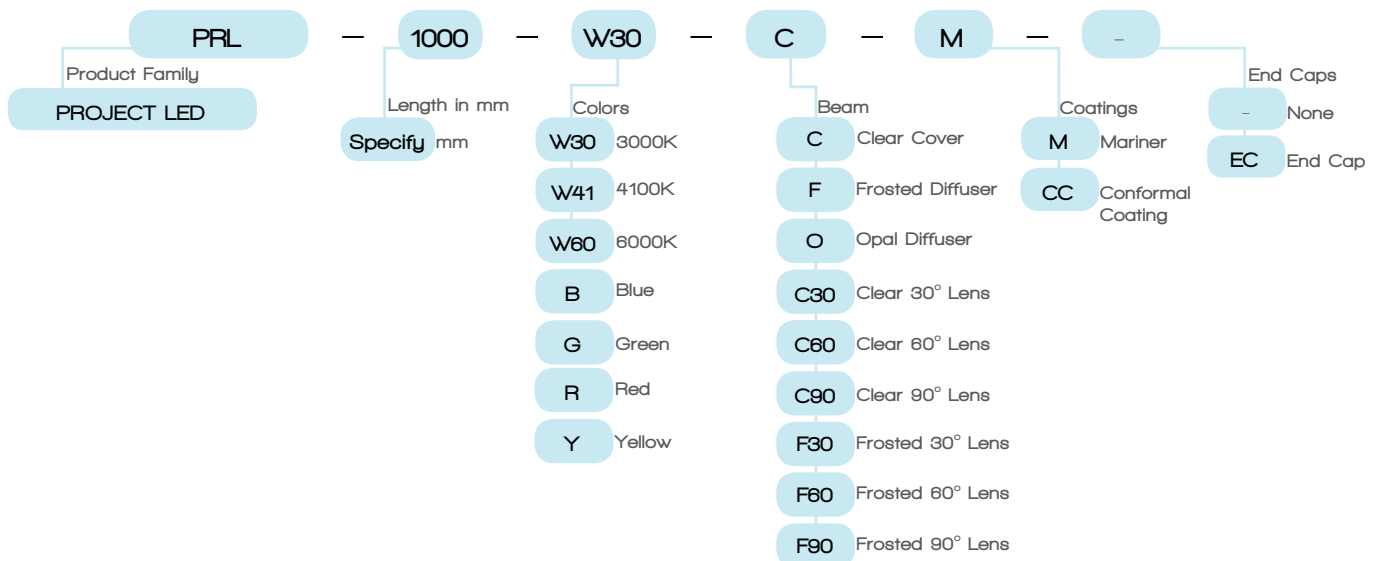 PRL — 1000 — W30 — C — M — -
Product Family
PROJECT LED
Length in mm
Specify mm
Colors
W30 3000K
W41 4100K
W60 6000K
B Blue
G Green
R Red
Y Yellow
Beam
C Clear Cover
F Frosted Diffuser
O Opal Diffuser
C30 Clear 30° Lens
C60 Clear 60° Lens
C90 Clear 90° Lens
F30 Frosted 30° Lens
F60 Frosted 60° Lens
F90 Frosted 90° Lens
Coatings
M Mariner
CC Conformal
Coating
End Caps
- None
EC End Cap